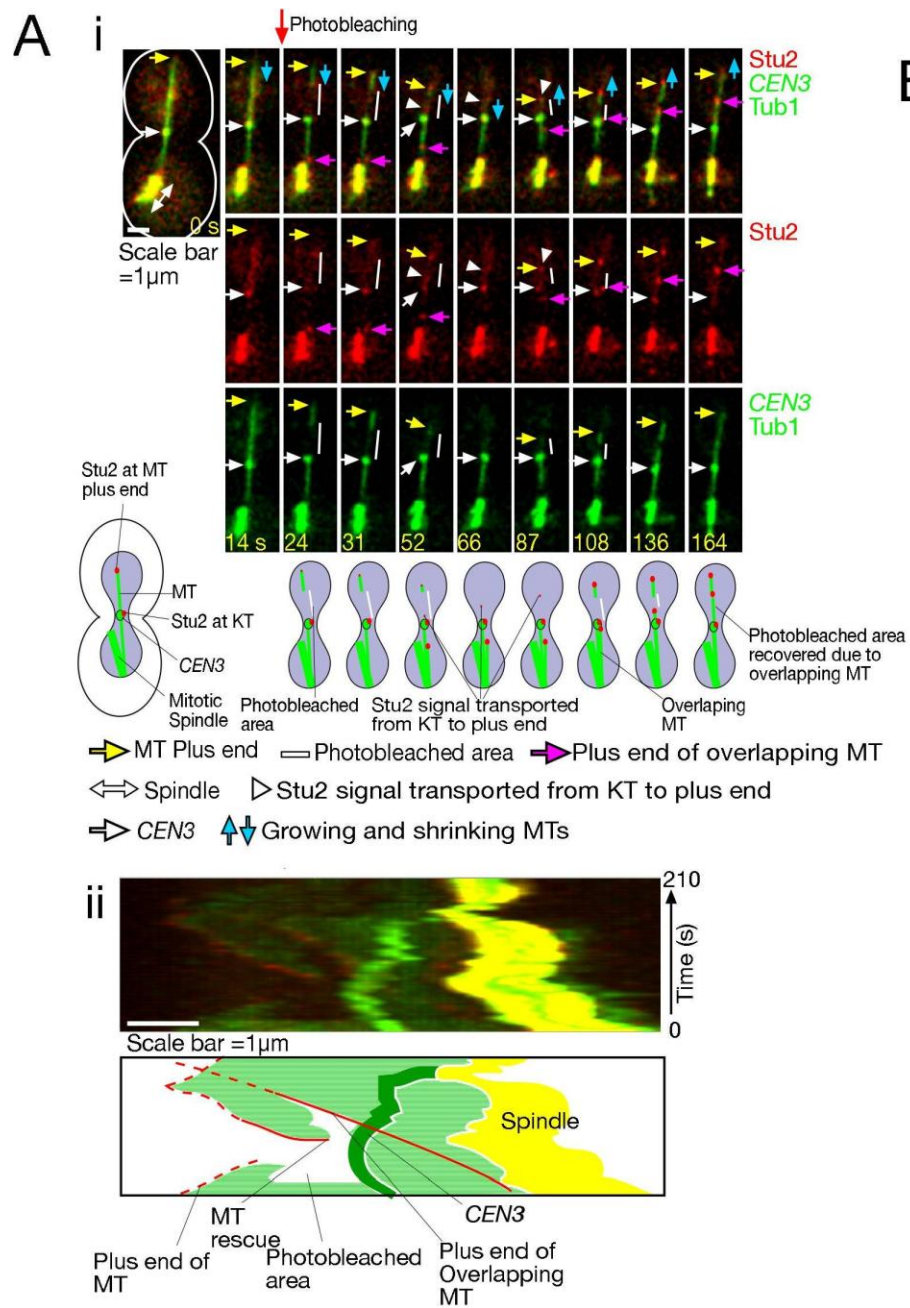 A
i
Photobleaching
E
0 s
Scale bar
=1µm
Stu2
CEN3
Tub1
Stu2
CEN3
Tub1
14 s 24 31 52 66 87 108 136 164
Stu2 at MT
plus end
MT
Stu2 at KT
CEN3
Mitotic
Spindle
Photobleached
area
Stu2 signal transported
from KT to plus end
Overlaping
MT
Photobleached area
recovered due to
overlapping MT
MT Plus end Photobleached area Plus end of overlapping MT
Spindle Stu2 signal transported from KT to plus end
CEN3 Growing and shrinking MTs
ii
210
Time (s)
0
Scale bar =1µm
Spindle
Plus end of
MT
MT
rescue
Photobleached
area
CEN3
Plus end of
Overlapping
MT